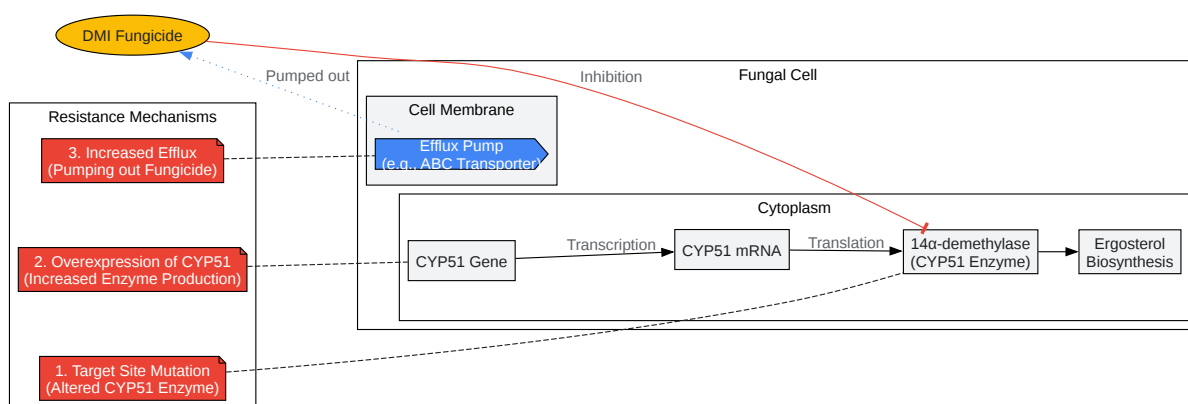 DMI Fungicide
Pumped out
Inhibition
Fungal Cell
Resistance Mechanisms
3. Increased Efflux
(Pumping out Fungicide)
2. Overexpression of CYP51
(Increased Enzyme Production)
1. Target Site Mutation
(Altered CYP51 Enzyme)
Cell Membrane
Efflux Pump
(e.g., ABC Transporter)
Cytoplasm
CYP51 Gene
Transcription
CYP51 mRNA
Translation
14α-demethylase
(CYP51 Enzyme)
Ergosterol
Biosynthesis